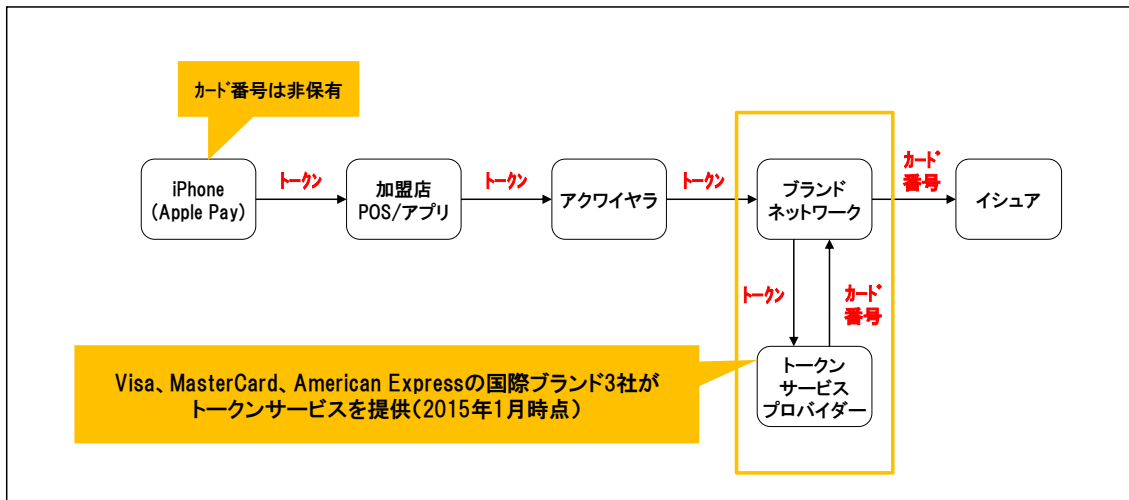 カード番号は非保有
iPhone
(Apple Pay)
トークン
加盟店
POS/アプリ
トークン
アクワイヤラ
トークン
ブランド
ネットワーク
カード
番号
イシュア
トークン
カード
番号
トークン
サービス
プロバイダー
Visa、MasterCard、American Expressの国際ブランド3社が
トークンサービスを提供(2015年1月時点)